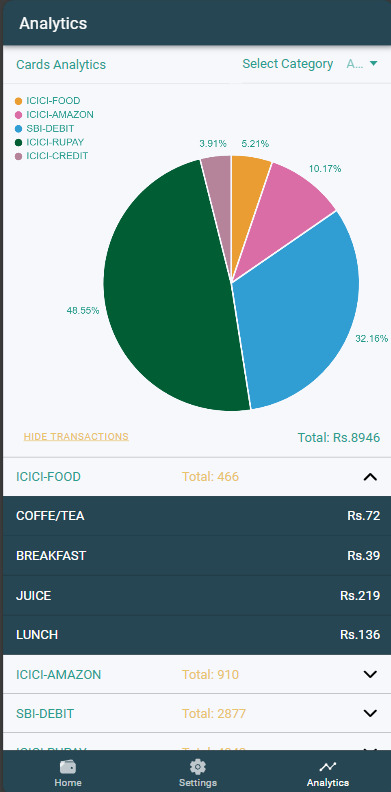 Analytics
Cards Analytics Select Category A...
ICICI-FOOD
ICICI-AMAZON
SBI-DEBIT
ICICI-RUPAY
ICICI-CREDIT
3.91% 5.21%
10.17%
48.55%
32.16%
HIDE TRANSACTIONS Total: Rs.8946
ICICI-FOOD Total: 466
COFFE/TEA Rs.72
BREAKFAST Rs.39
JUICE Rs.219
LUNCH Rs.136
ICICI-AMAZON Total: 910
SBI-DEBIT Total: 2877
ICICI-RUPAY Total:
Home Settings Analytics